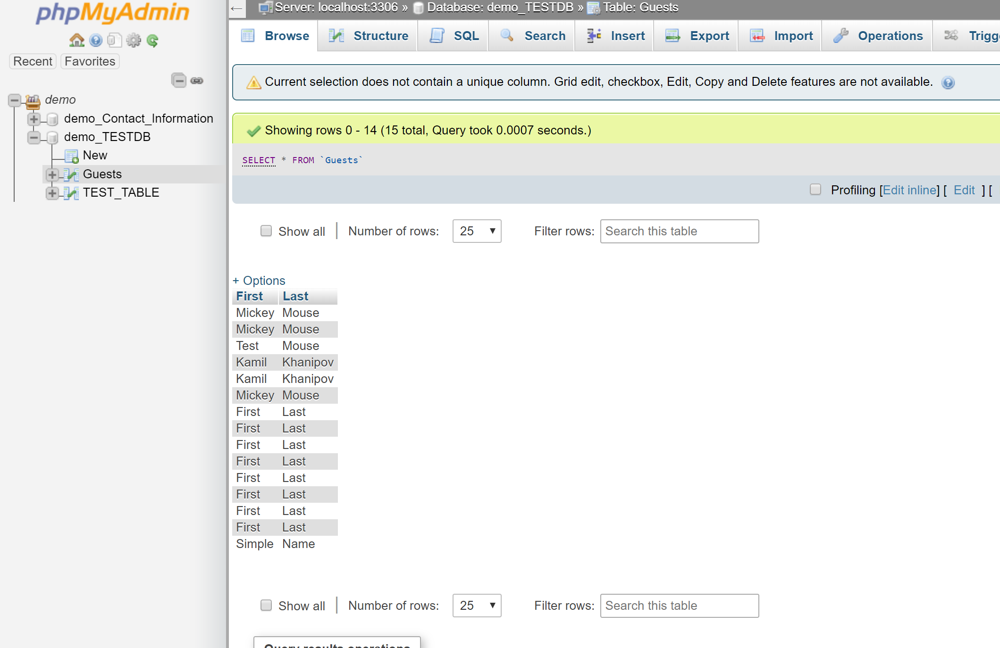 phpMyAdmin
Recent Favorites
demo
demo_Contact_Information
demo_TESTDB
New
Guests
TEST_TABLE
Server: localhost:3306 » Database: demo_TESTDB » Table: Guests
Browse Structure SQL Search Insert Export Import Operations Trigg
Current selection does not contain a unique column. Grid edit, checkbox, Edit, Copy and Delete features are not available.
Showing rows 0 - 14 (15 total, Query took 0.0007 seconds.)
SELECT * FROM `Guests`
Profiling [Edit inline] [ Edit ] [
Show all | Number of rows: 25 Filter rows: Search this table
+ Options
First Last
Mickey Mouse
Mickey Mouse
Test Mouse
Kamil Khanipov
Kamil Khanipov
Mickey Mouse
First Last
First Last
First Last
First Last
First Last
First Last
First Last
First Last
Simple Name
Show all | Number of rows: 25 Filter rows: Search this table
Query results operations